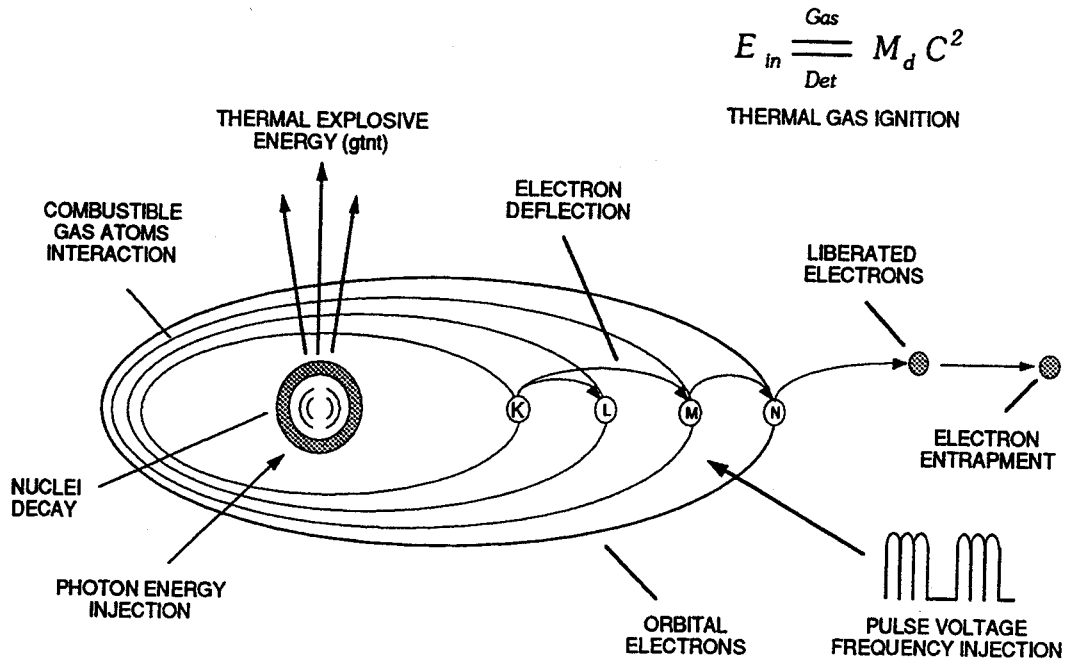 Gas
E in = M d C²
Det
THERMAL GAS IGNITION
THERMAL EXPLOSIVE
ENERGY (gtnt)
COMBUSTIBLE
GAS ATOMS
INTERACTION
ELECTRON
DEFLECTION
LIBERATED
ELECTRONS
K
L
M
N
ELECTRON
ENTRAPMENT
NUCLEI
DECAY
PHOTON ENERGY
INJECTION
ORBITAL
ELECTRONS
PULSE VOLTAGE
FREQUENCY INJECTION